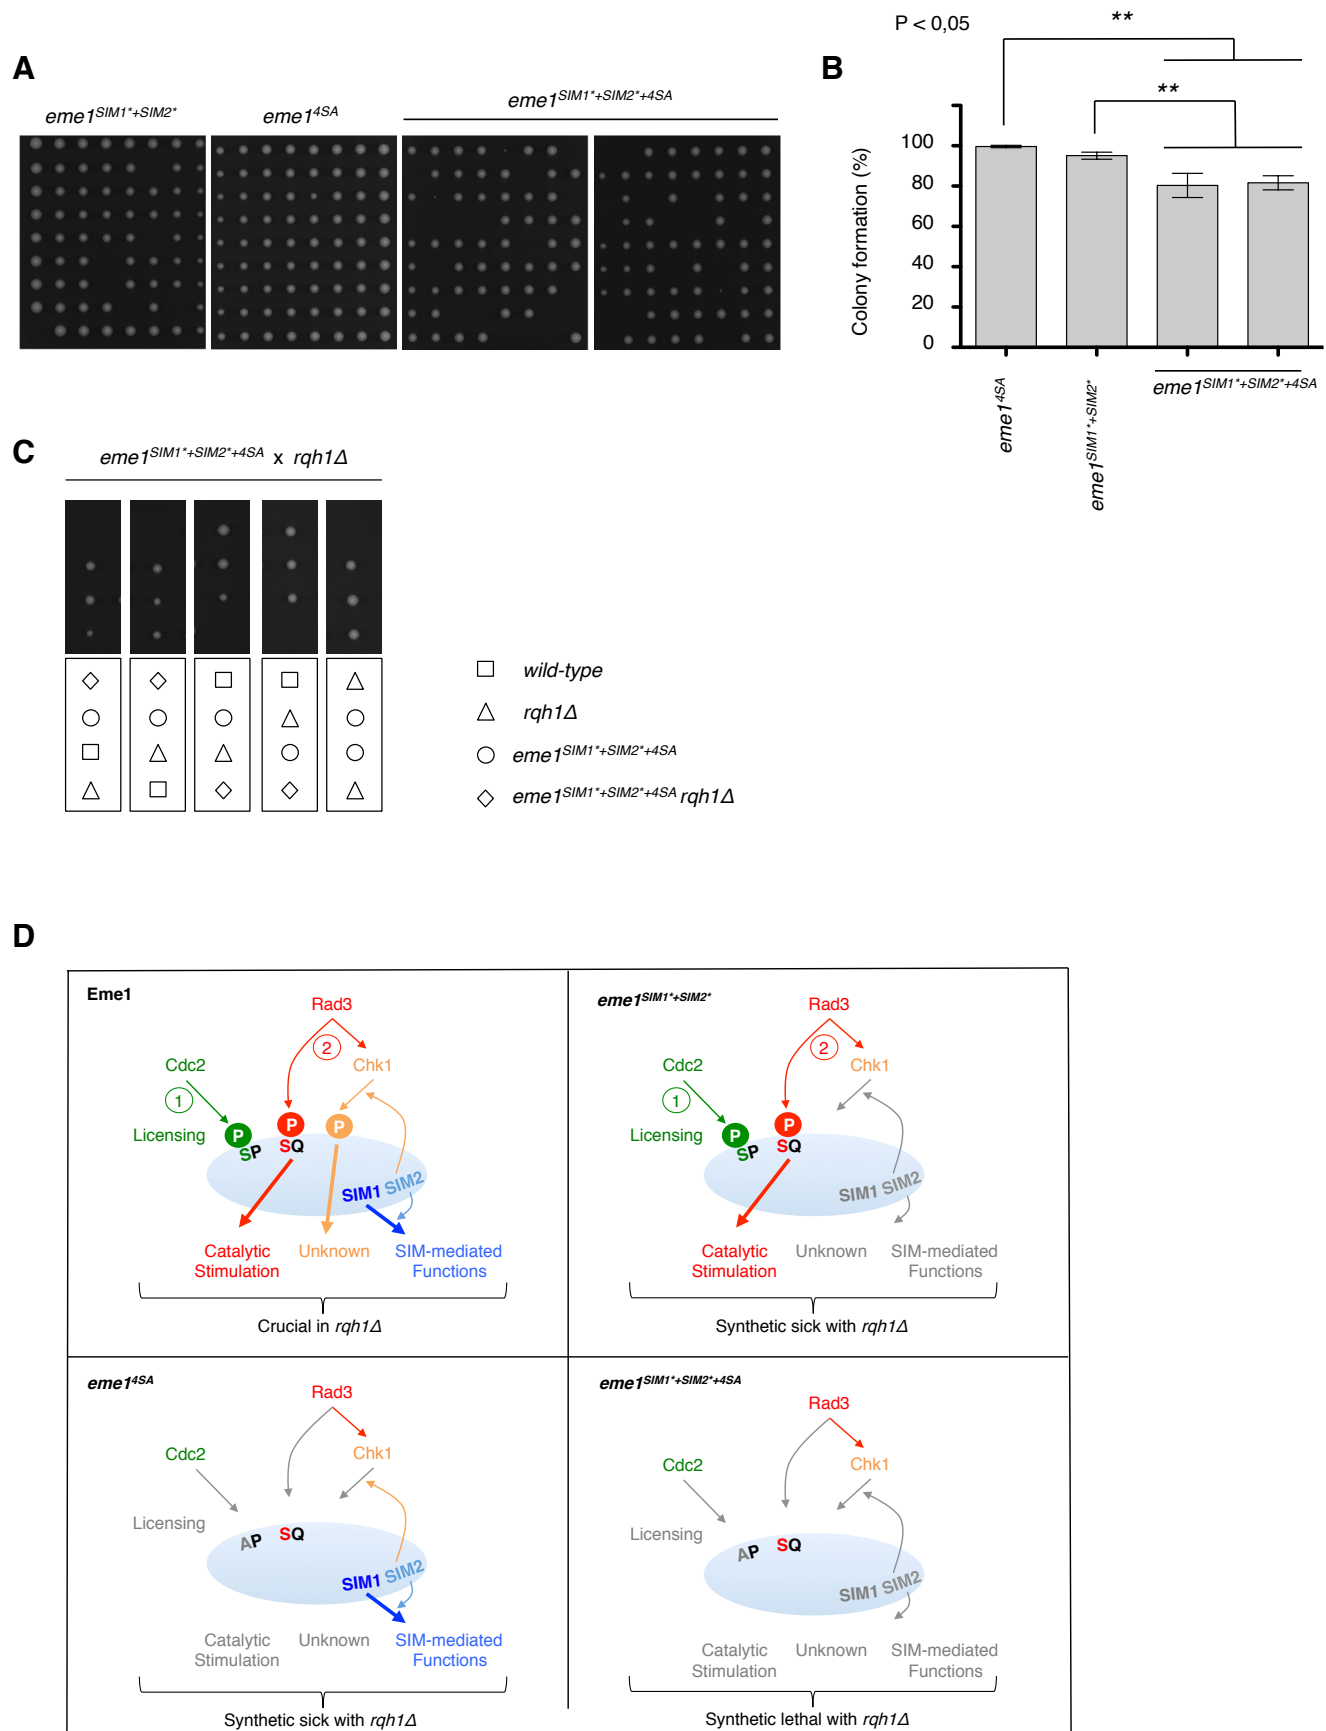 A
eme1SIM1*+SIM2*
eme14SA
eme1SIM1*+SIM2*+4SA
B
P < 0,05
**
**
Colony formation (%)
100
80
60
40
20
0
eme14SA
eme1SIM1*+SIM2*
eme1SIM1*+SIM2*+4SA
C
eme1SIM1*+SIM2*+4SA x rqh1Δ
wild-type
rqh1Δ
eme1SIM1*+SIM2*+4SA
eme1SIM1*+SIM2*+4SA rqh1Δ
D
Eme1
Rad3
2
Cdc2
Chk1
1
Licensing
P
P
P
SP
SQ
SIM1 SIM2
Catalytic
Stimulation
Unknown
SIM-mediated
Functions
Crucial in rqh1Δ
eme1SIM1*+SIM2*
Rad3
2
Cdc2
Chk1
1
Licensing
P
P
SP
SQ
SIM1 SIM2
Catalytic
Stimulation
Unknown
SIM-mediated
Functions
Synthetic sick with rqh1Δ
eme14SA
Rad3
Cdc2
Chk1
Licensing
AP
SQ
SIM1 SIM2
Catalytic
Stimulation
Unknown
SIM-mediated
Functions
Synthetic sick with rqh1Δ
eme1SIM1*+SIM2*+4SA
Rad3
Cdc2
Chk1
Licensing
AP
SQ
SIM1 SIM2
Catalytic
Stimulation
Unknown
SIM-mediated
Functions
Synthetic lethal with rqh1Δ